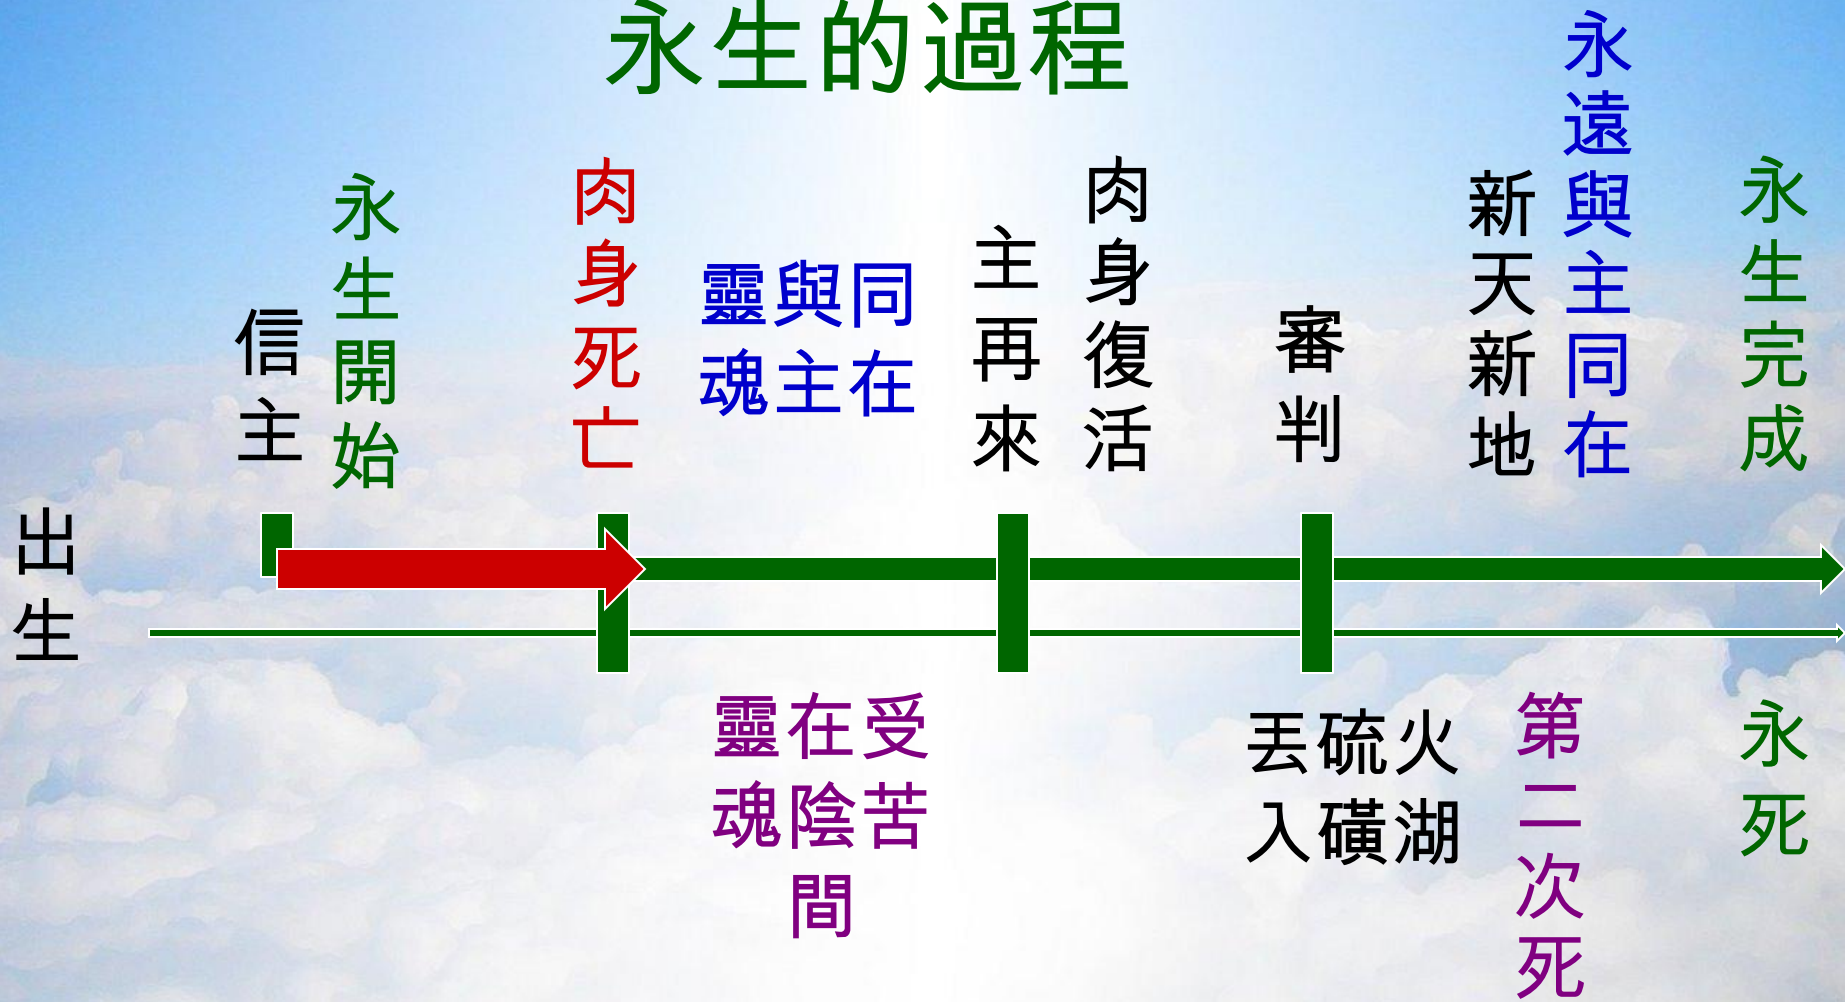 永生的過程
出生
信主
永生開始
肉身死亡
靈魂
與主
同在
主再來
肉身復活
審判
新天新地
永遠與主同在
永生完成
靈魂
在陰間
受苦
丟入
硫磺
火湖
第二次死
永死